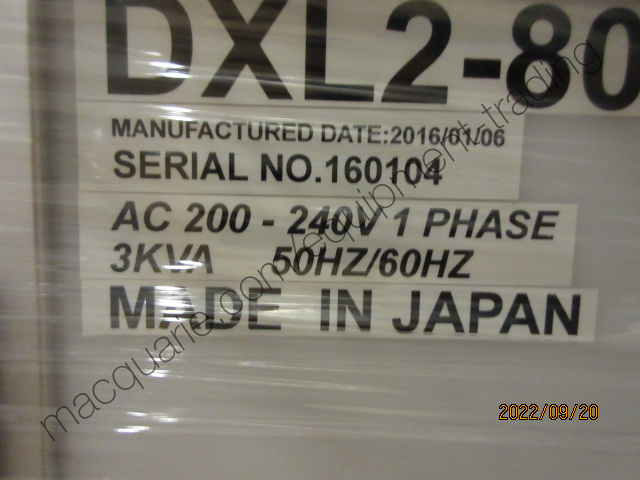 DXL2-80
MANUFACTURED DATE:2016/01/06
SERIAL NO.160104
AC 200 - 240V 1 PHASE
3KVA 50HZ/60HZ
MADE IN JAPAN
macquarie.com/equipment-trading
2022/09/20